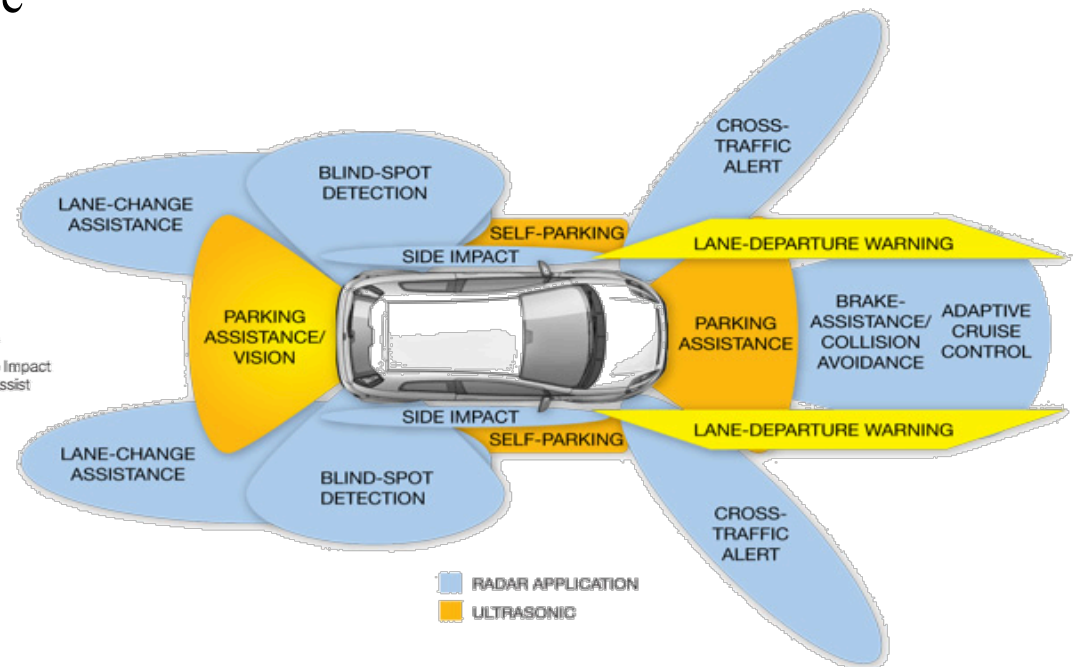 CROSS-
TRAFFIC
ALERT
BLIND-SPOT
DETECTION
LANE-CHANGE
ASSISTANCE
SELF-PARKING
LANE-DEPARTURE WARNING
SIDE IMPACT
PARKING
ASSISTANCE/
VISION
PARKING
ASSISTANCE
BRAKE-
ASSISTANCE/
COLLISION
AVOIDANCE
ADAPTIVE
CRUISE
CONTROL
Impact
ssist
SIDE IMPACT
SELF-PARKING
LANE-DEPARTURE WARNING
LANE-CHANGE
ASSISTANCE
BLIND-SPOT
DETECTION
CROSS-
TRAFFIC
ALERT
RADAR APPLICATION
ULTRASONIC